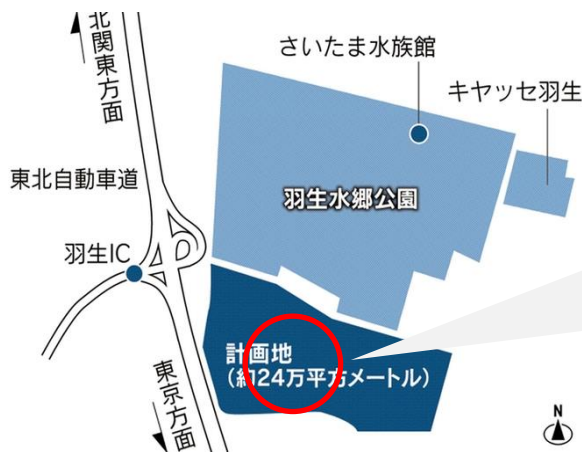 北関東方面
さいたま水族館
キヤッセ羽生
東北自動車道
羽生水郷公園
羽生IC
計画地
(約24万平方メートル)
東京方面
N